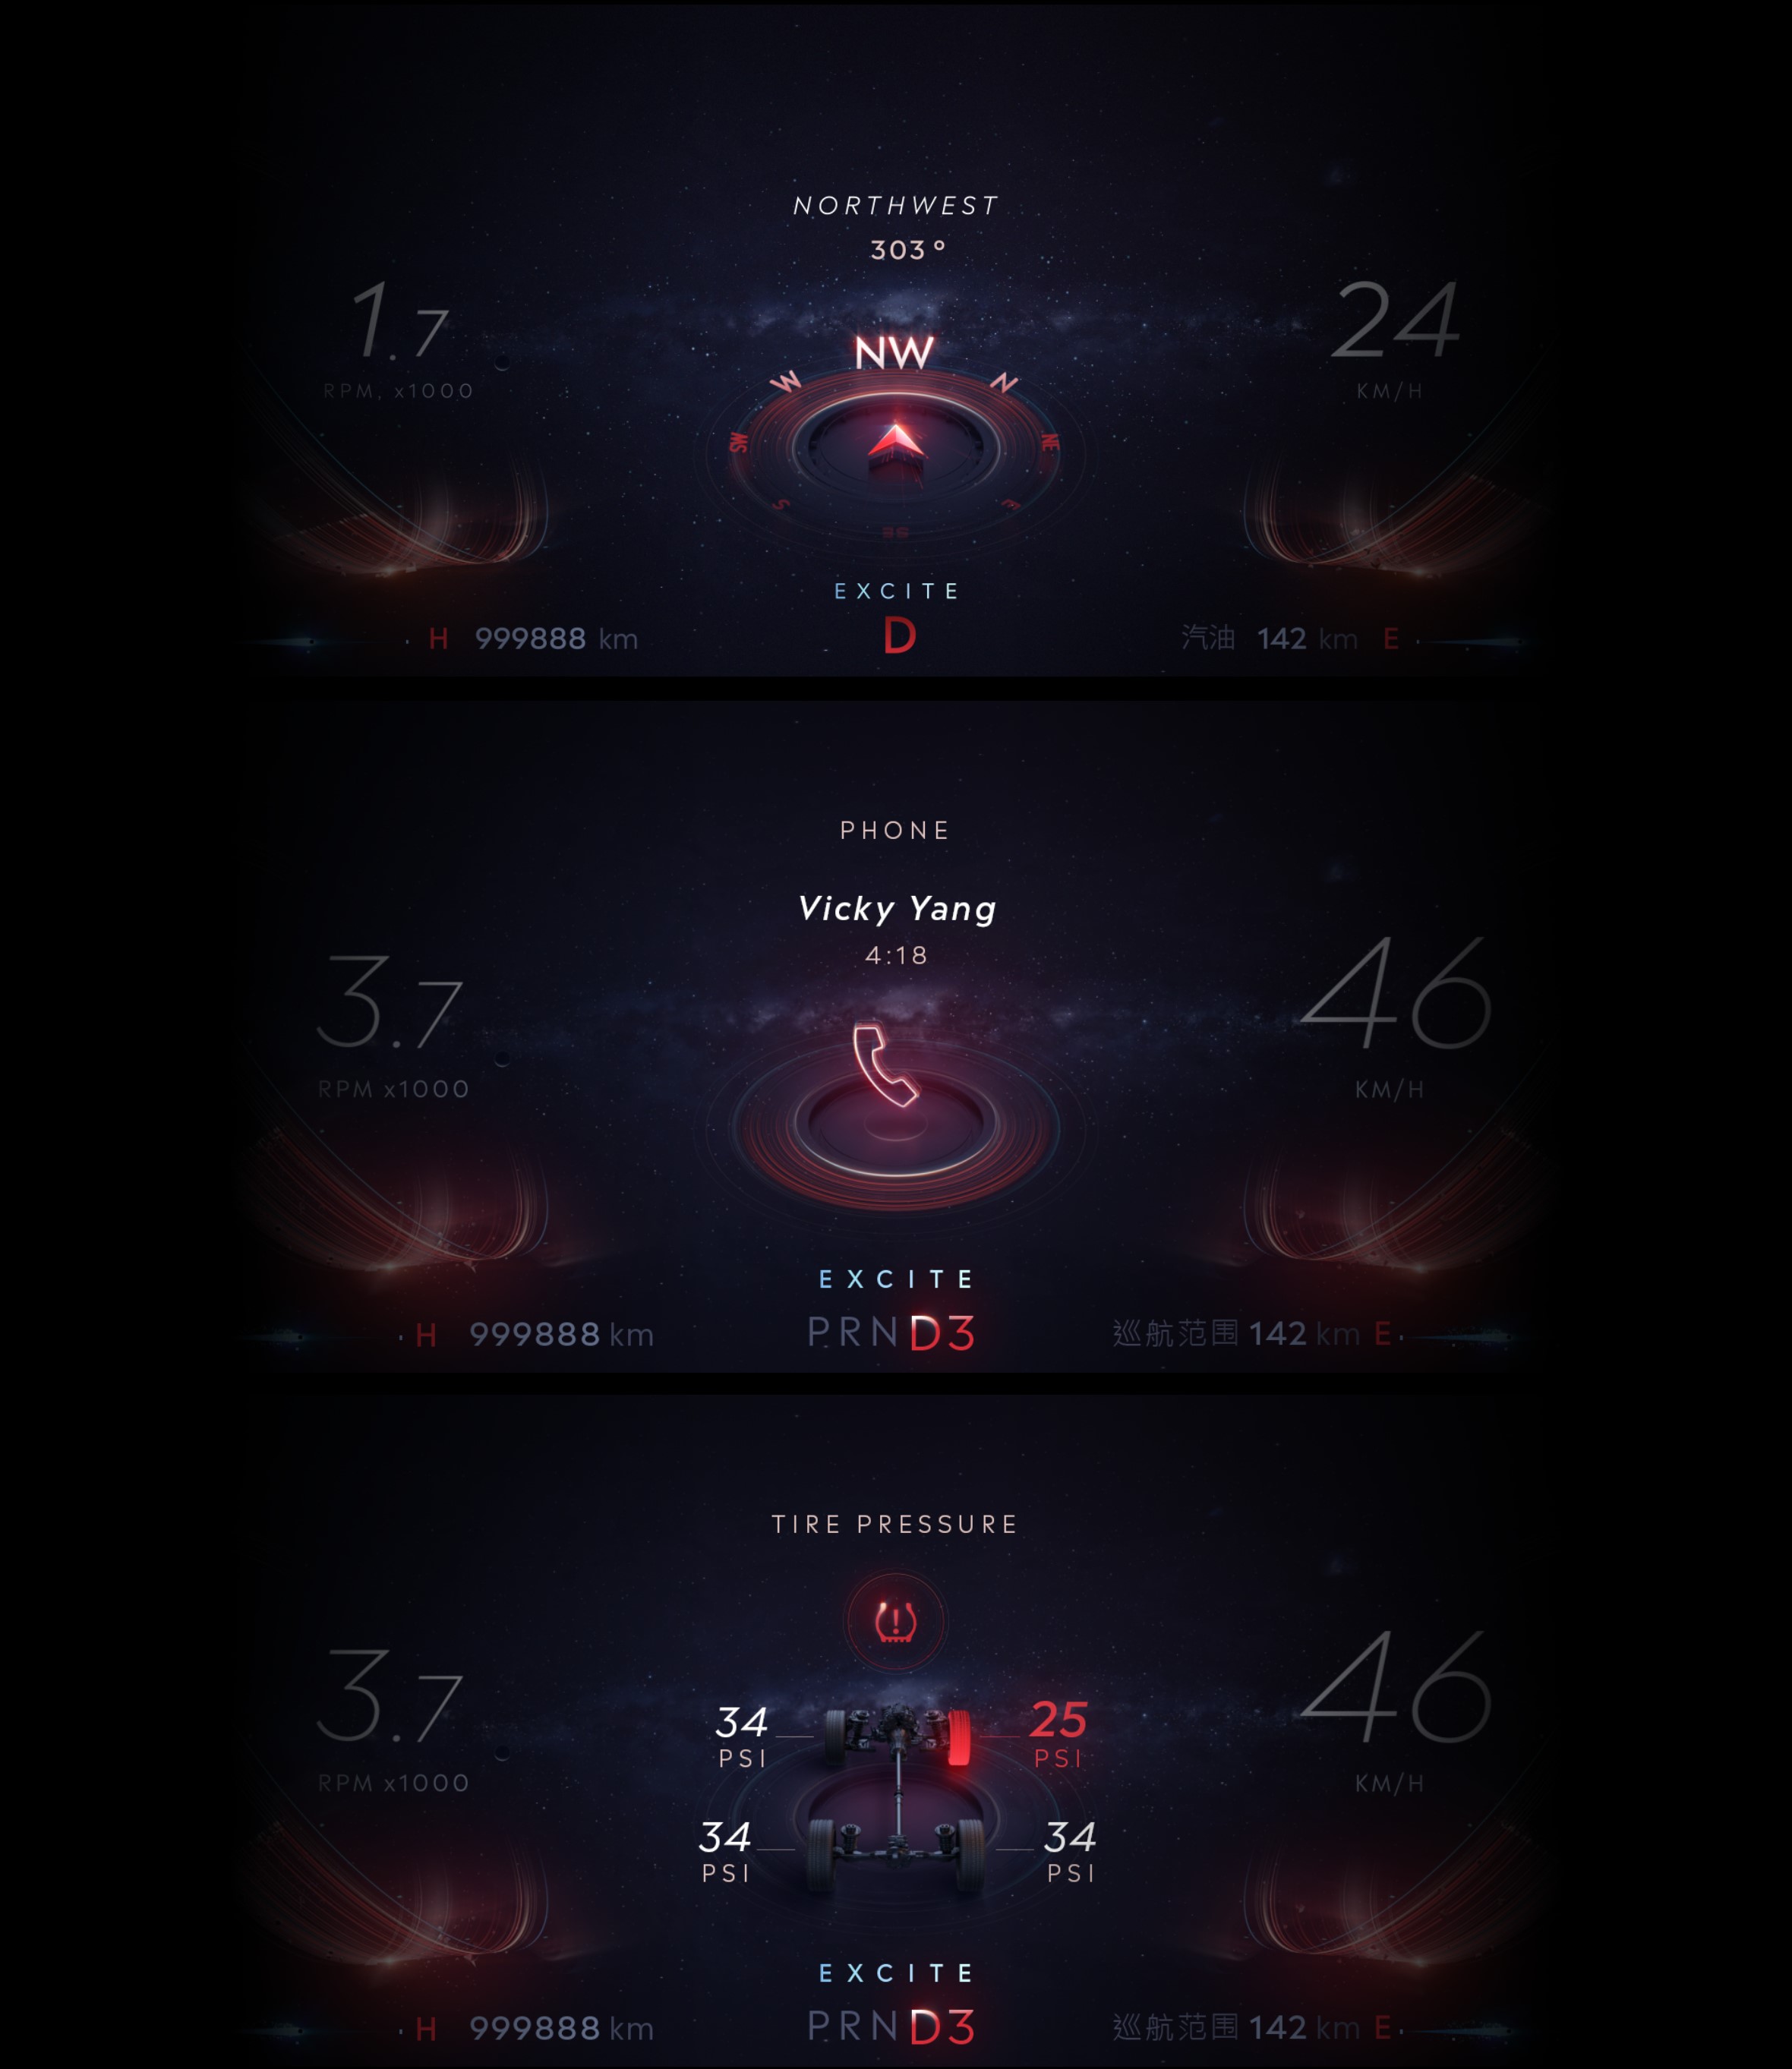 NORTHWEST
303°
1.7
RPM, x1000
24
KM/H
NW
W
N
SW
NE
S
E
SE
EXCITE
H 999888 km
D
汽油 142 km E
PHONE
Vicky Yang
4:18
3.7
RPM x1000
46
KM/H
EXCITE
H 999888 km
PRND3
巡航范围 142 km E
TIRE PRESSURE
!
3.7
RPM x1000
46
KM/H
34
PSI
25
PSI
34
PSI
34
PSI
EXCITE
H 999888 km
PRND3
巡航范围 142 km E